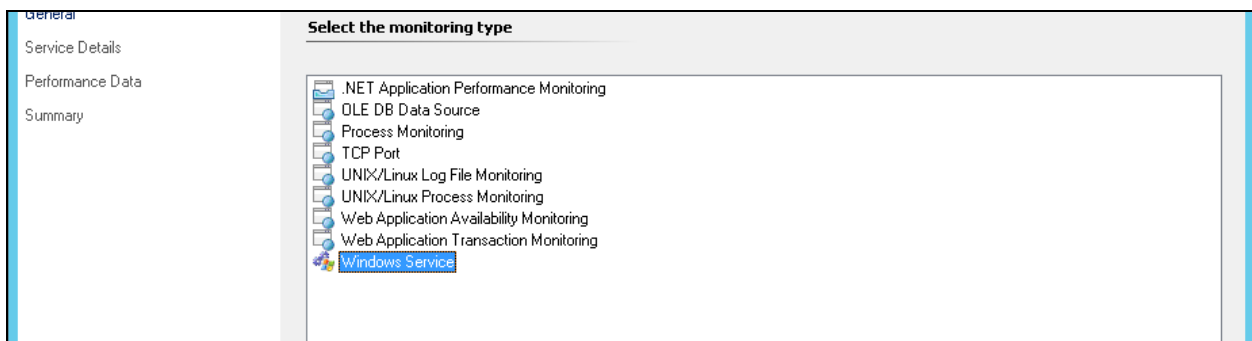 General
Service Details
Performance Data
Summary
Select the monitoring type
.NET Application Performance Monitoring
OLE DB Data Source
Process Monitoring
TCP Port
UNIX/Linux Log File Monitoring
UNIX/Linux Process Monitoring
Web Application Availability Monitoring
Web Application Transaction Monitoring
Windows Service